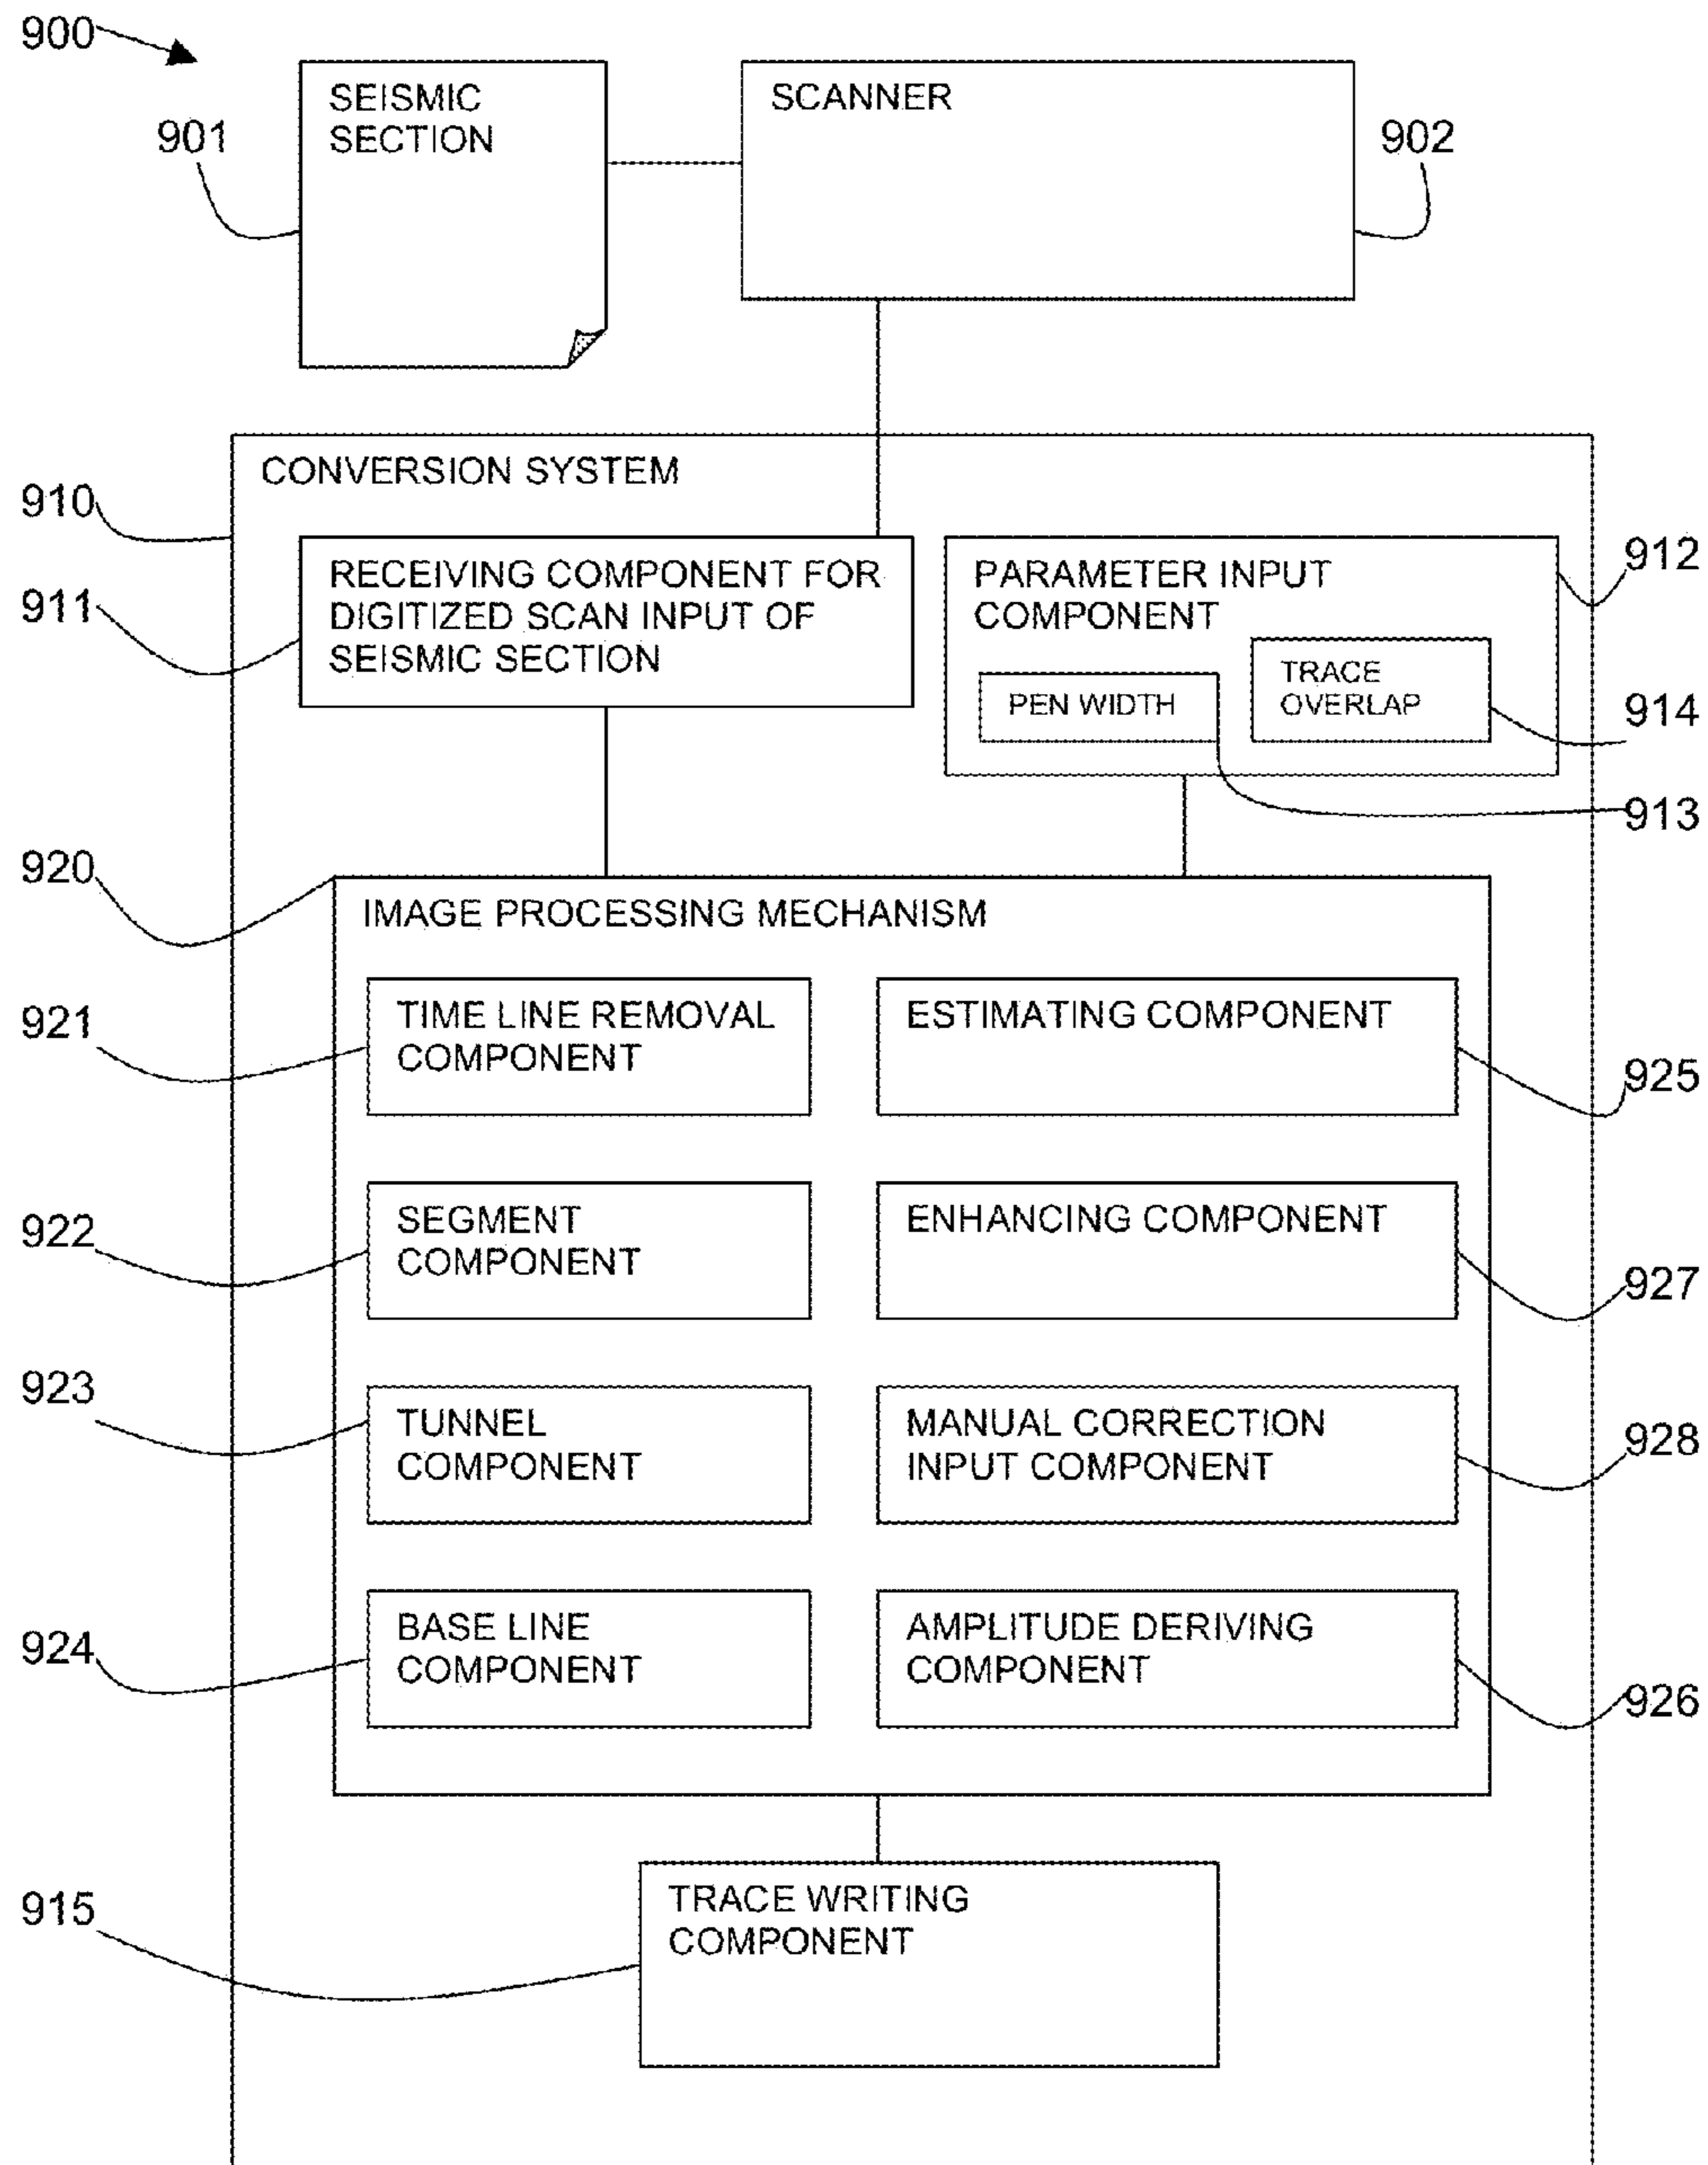 900
SEISMIC
SECTION
SCANNER
901
902
CONVERSION SYSTEM
910
RECEIVING COMPONENT FOR
DIGITIZED SCAN INPUT OF
SEISMIC SECTION
911
PARAMETER INPUT
COMPONENT
912
PEN WIDTH
TRACE
OVERLAP
914
913
920
IMAGE PROCESSING MECHANISM
921
TIME LINE REMOVAL
COMPONENT
ESTIMATING COMPONENT
925
922
SEGMENT
COMPONENT
ENHANCING COMPONENT
927
923
TUNNEL
COMPONENT
MANUAL CORRECTION
INPUT COMPONENT
928
924
BASE LINE
COMPONENT
AMPLITUDE DERIVING
COMPONENT
926
915
TRACE WRITING
COMPONENT